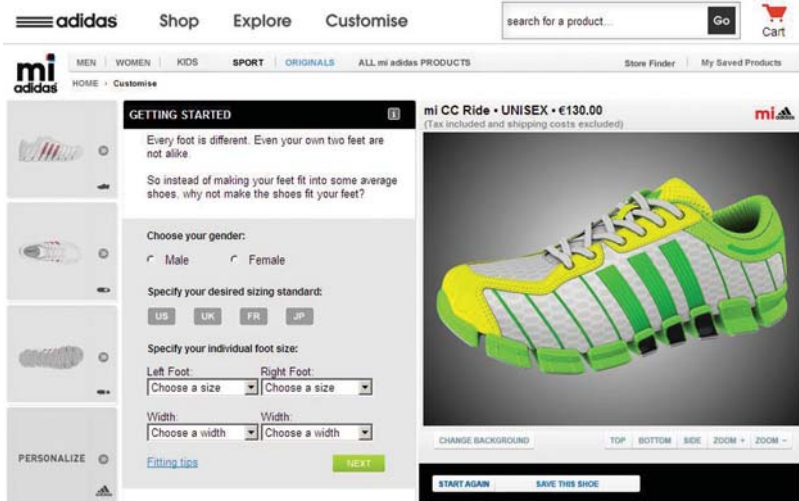 adidas Shop Explore Customise search for a product... Go Cart
mi adidas
MEN WOMEN KIDS SPORT ORIGINALS ALL mi adidas PRODUCTS Store Finder My Saved Products
HOME › Customise
GETTING STARTED i
Every foot is different. Even your own two feet are
not alike.
So instead of making your feet fit into some average
shoes, why not make the shoes fit your feet?
Choose your gender:
Male Female
Specify your desired sizing standard:
US UK FR JP
Specify your individual foot size:
Left Foot: Right Foot:
Choose a size Choose a size
Width: Width:
Choose a width Choose a width
Fitting tips NEXT
PERSONALIZE
mi CC Ride • UNISEX • €130.00
(Tax included and shipping costs excluded)
mi adidas
CHANGE BACKGROUND TOP BOTTOM SIDE ZOOM + ZOOM –
START AGAIN SAVE THIS SHOE